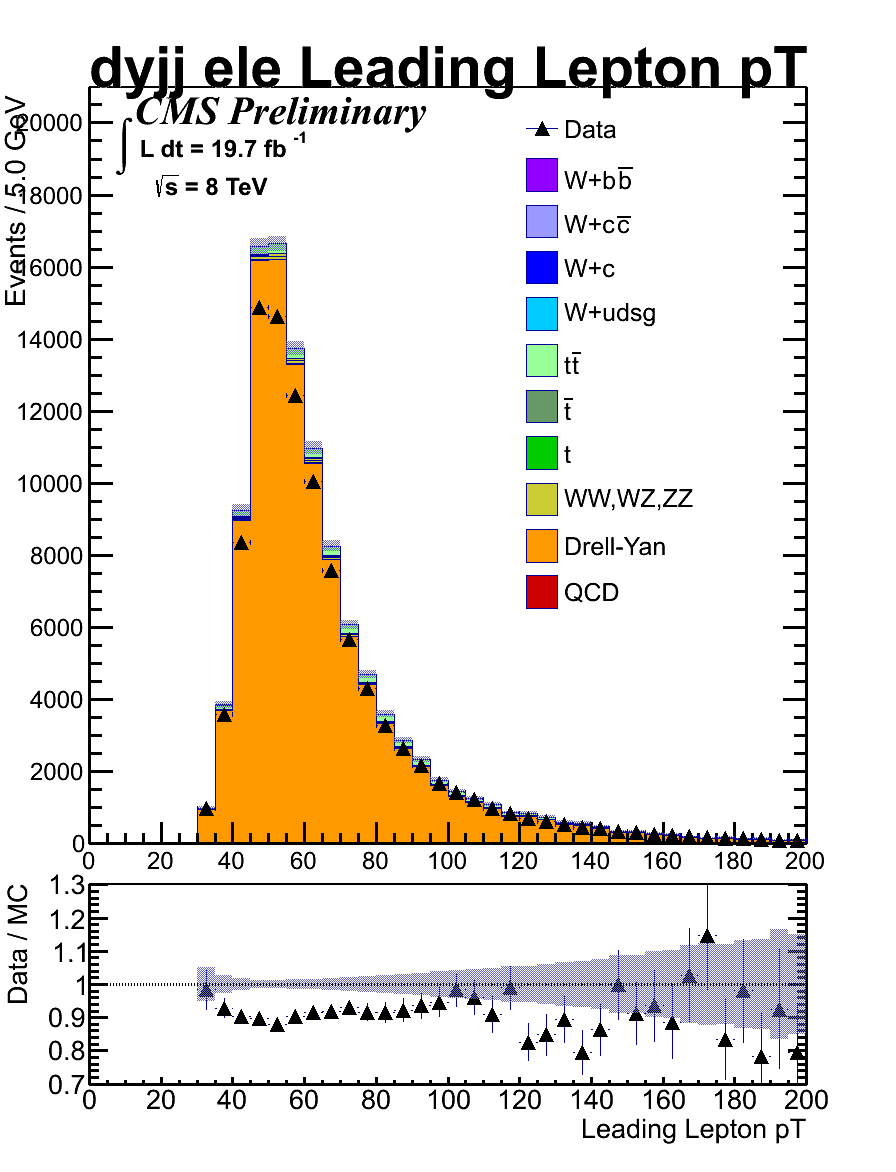 dyjj ele Leading Lepton pT
CMS Preliminary
∫ L dt = 19.7 fb -1
√s = 8 TeV
Events / 5.0 GeV
20000
18000
16000
14000
12000
10000
8000
6000
4000
2000
0
0 20 40 60 80 100 120 140 160 180 200
Data
W+bb̅
W+cc̅
W+c
W+udsg
tt̅
t̅
t
WW,WZ,ZZ
Drell-Yan
QCD
Data / MC
1.3
1.2
1.1
1
0.9
0.8
0.7
0 20 40 60 80 100 120 140 160 180 200
Leading Lepton pT